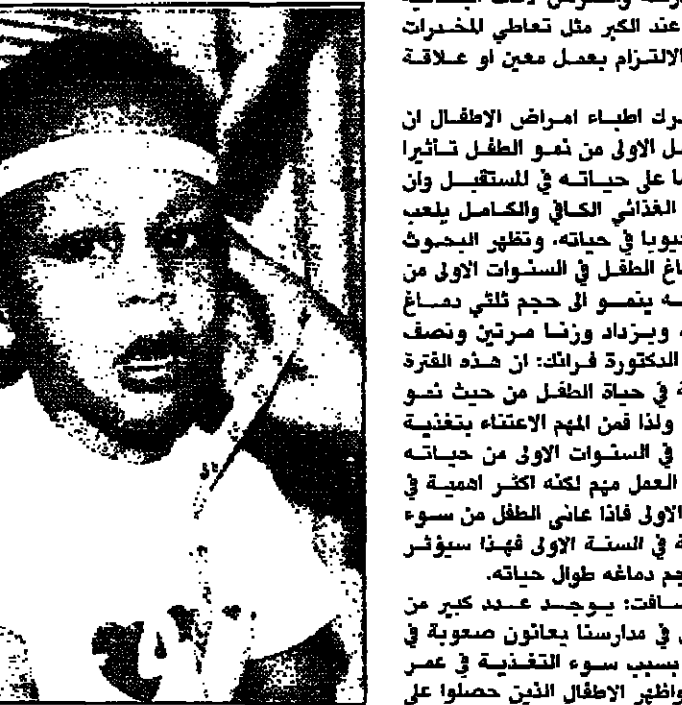 عند الكبر مثل تعاطي المخدرات
الالتزام بعمل معين او علاقة
رك اطباء امراض الاطفال ان
ل الاولى من نمو الطفل تأثيرا
ما على حياته في المستقبل وان
الغذائي الكافي والكامل يلعب
حيويا في حياته، وتظهر البحوث
اغ الطفل في السنوات الاولى من
ه ينمو الى حجم ثلثي دماغ
، ويزداد وزنا مرتين ونصف
الدكتورة فرانك: ان هذه الفترة
ة في حياة الطفل من حيث نمو
ولذا فمن المهم الاعتناء بتغذية
في السنوات الاولى من حياته
العمل مهم لكنه اكثر اهمية في
الاولى فاذا عانى الطفل من سوء
ة في السنة الاولى فهذا سيؤثر
جم دماغه طوال حياته.
ـافت: يوجد عدد كبير من
ل في مدارسنا يعانون صعوبة في
بسبب سوء التغذية في عمر
واظهر الاطفال الذين حصلوا على